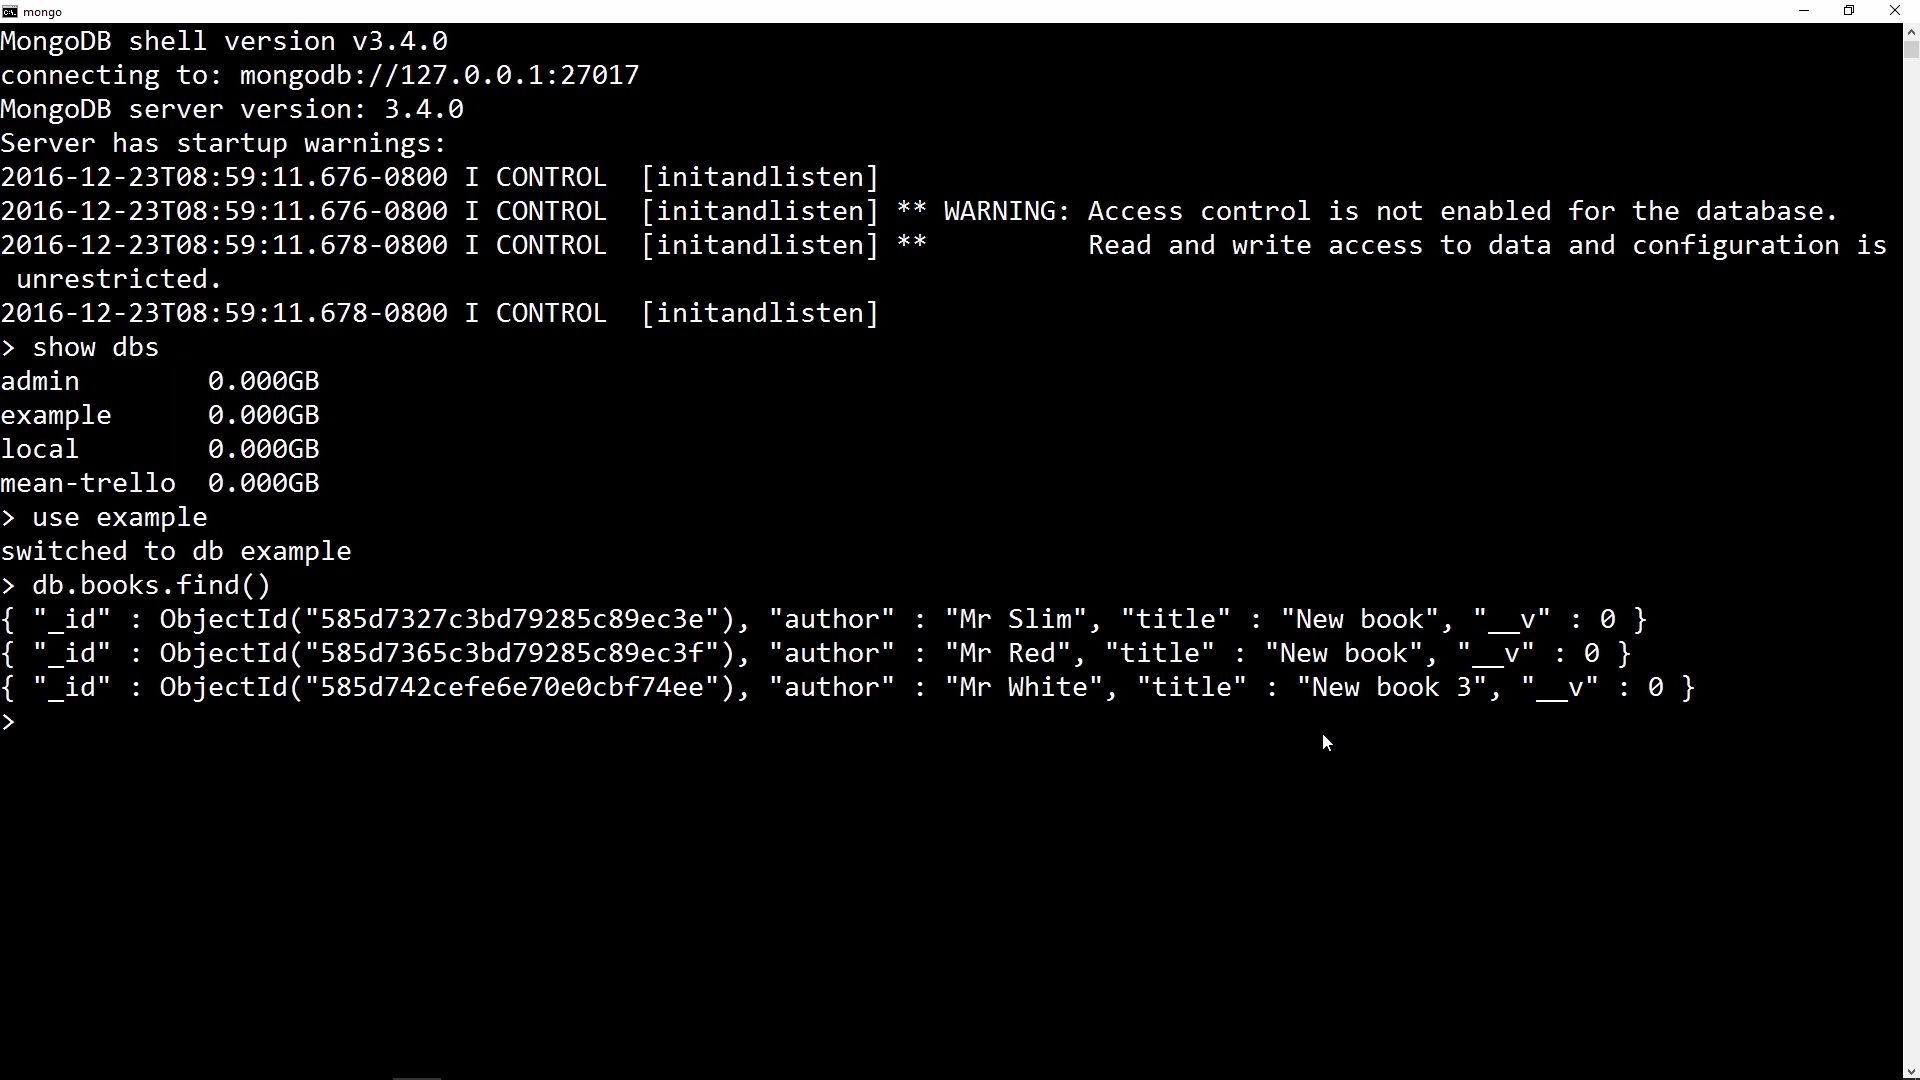 mongo
MongoDB shell version v3.4.0
connecting to: mongodb://127.0.0.1:27017
MongoDB server version: 3.4.0
Server has startup warnings:
2016-12-23T08:59:11.676-0800 I CONTROL  [initandlisten]
2016-12-23T08:59:11.676-0800 I CONTROL  [initandlisten] ** WARNING: Access control is not enabled for the database.
2016-12-23T08:59:11.678-0800 I CONTROL  [initandlisten] **          Read and write access to data and configuration is
 unrestricted.
2016-12-23T08:59:11.678-0800 I CONTROL  [initandlisten]
> show dbs
admin        0.000GB
example      0.000GB
local        0.000GB
mean-trello  0.000GB
> use example
switched to db example
> db.books.find()
{ "_id" : ObjectId("585d7327c3bd79285c89ec3e"), "author" : "Mr Slim", "title" : "New book", "__v" : 0 }
{ "_id" : ObjectId("585d7365c3bd79285c89ec3f"), "author" : "Mr Red", "title" : "New book", "__v" : 0 }
{ "_id" : ObjectId("585d742cefe6e70e0cbf74ee"), "author" : "Mr White", "title" : "New book 3", "__v" : 0 }
>